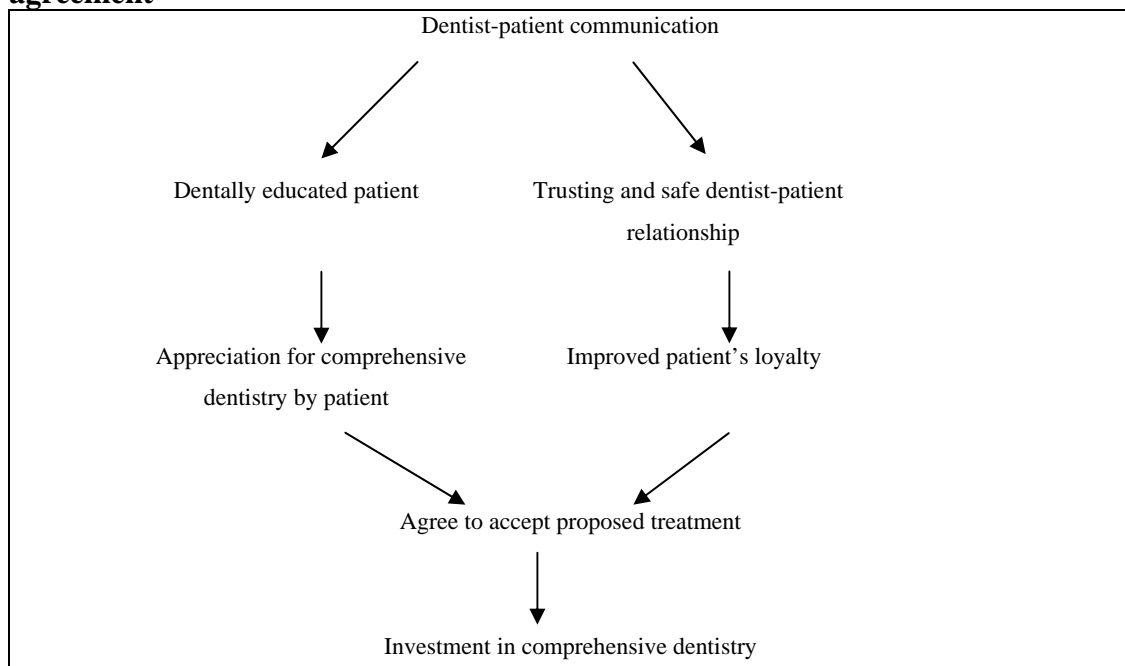 agreement
Dentist-patient communication
Dentally educated patient
Trusting and safe dentist-patient
relationship
Appreciation for comprehensive
dentistry by patient
Improved patient’s loyalty
Agree to accept proposed treatment
Investment in comprehensive dentistry